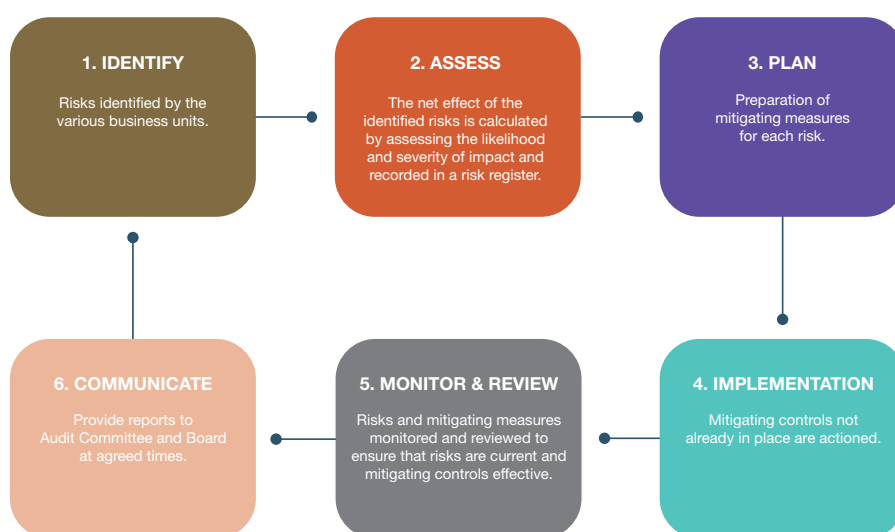 1. IDENTIFY
Risks identified by the
various business units.
2. ASSESS
The net effect of the
identified risks is calculated
by assessing the likelihood
and severity of impact and
recorded in a risk register.
3. PLAN
Preparation of
mitigating measures
for each risk.
4. IMPLEMENTATION
Mitigating controls not
already in place are actioned.
5. MONITOR & REVIEW
Risks and mitigating measures
monitored and reviewed to
ensure that risks are current and
mitigating controls effective.
6. COMMUNICATE
Provide reports to
Audit Committee and Board
at agreed times.